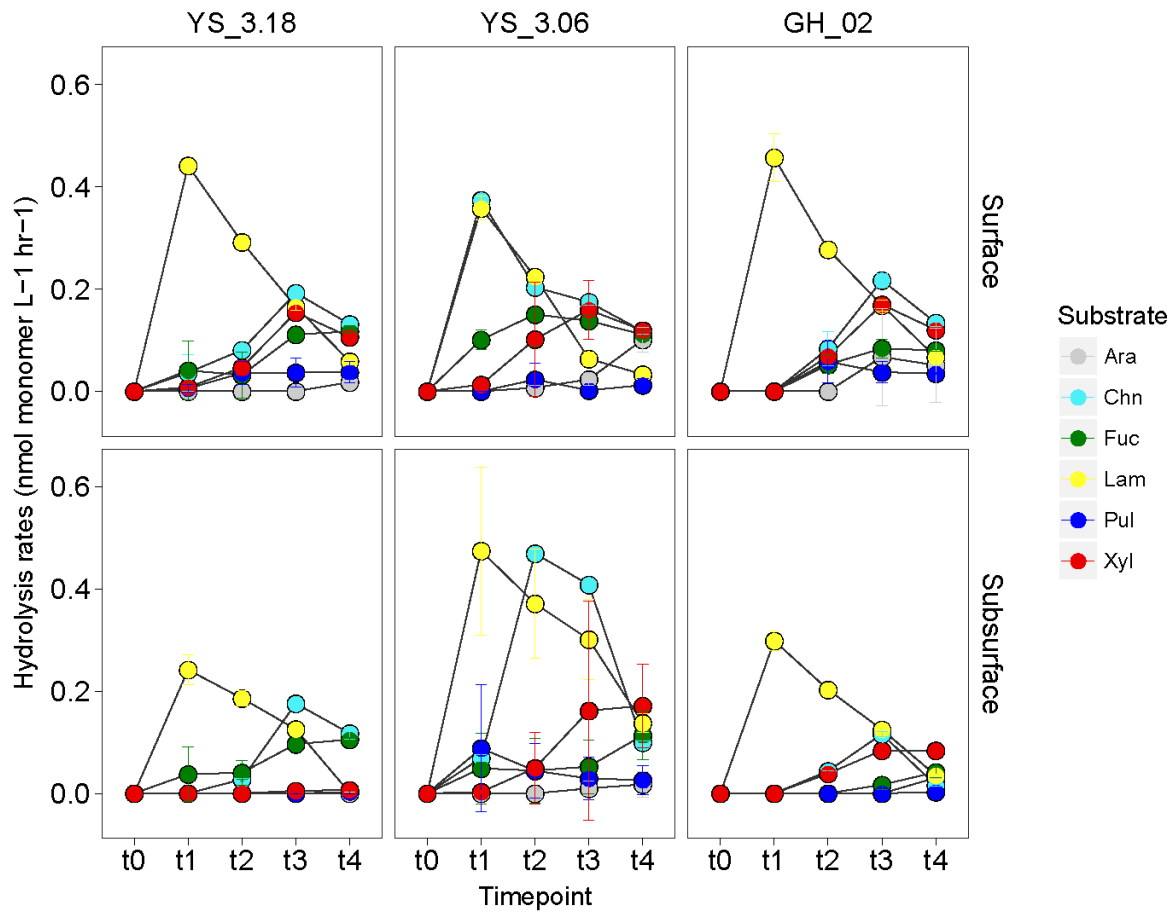 YS_3.18 YS_3.06 GH_02
Hydrolysis rates (nmol monomer L−1 hr−1)
0.6
0.4
0.2
0.0
Surface
0.6
0.4
0.2
0.0
Subsurface
t0 t1 t2 t3 t4 t0 t1 t2 t3 t4 t0 t1 t2 t3 t4
Timepoint
Substrate
Ara
Chn
Fuc
Lam
Pul
Xyl